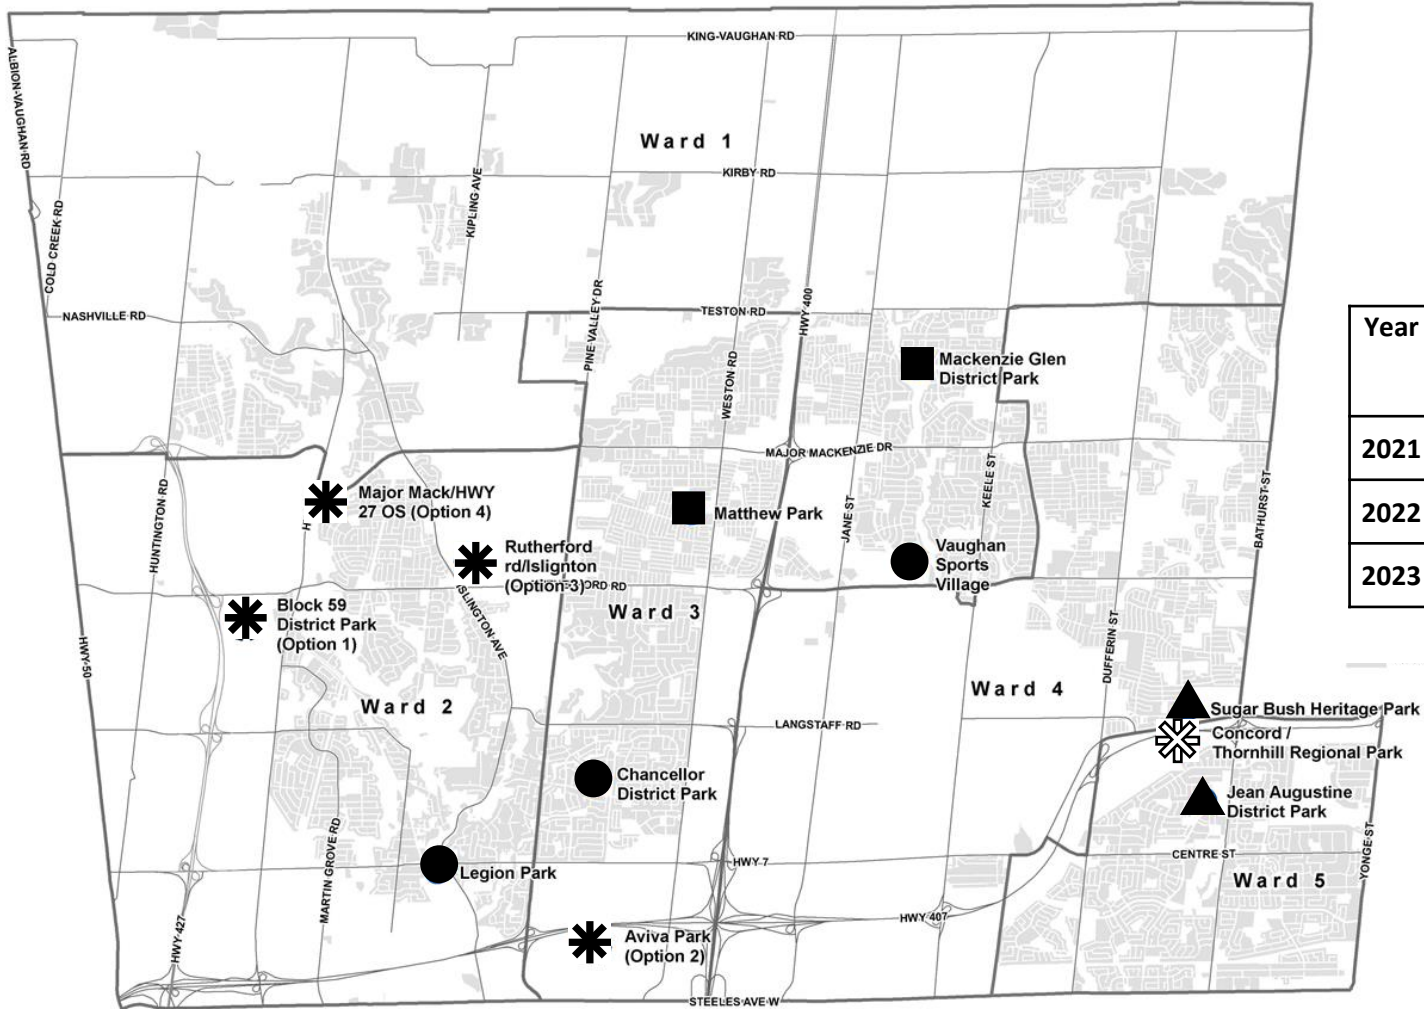 KING-VAUGHAN RD
ALBION-VAUGHAN RD
Ward 1
KIRBY RD
KIPLING AVE
COLD CREEK RD
NASHVILLE RD
PINE VALLEY DR
TESTON RD
HWY 400
WESTON RD
Mackenzie Glen
District Park
Year
2021
2022
2023
MAJOR MACKENZIE DR
HUNTINGTON RD
Major Mack/HWY
27 OS (Option 4)
H
Matthew Park
JANE ST
KEELE ST
BATHURST ST
Rutherford
rd/Islignton
(Option 3)
ORD RD
Vaughan
Sports
Village
Block 59
District Park
(Option 1)
ISLINGTON AVE
Ward 3
DUFFERIN ST
HWY 50
Ward 2
Ward 4
LANGSTAFF RD
Sugar Bush Heritage Park
Concord /
Thornhill Regional Park
Chancellor
District Park
Jean Augustine
District Park
MARTIN GROVE RD
Legion Park
HWY 7
CENTRE ST
YONGE ST
Ward 5
HWY 427
Aviva Park
(Option 2)
HWY 407
STEELES AVE W